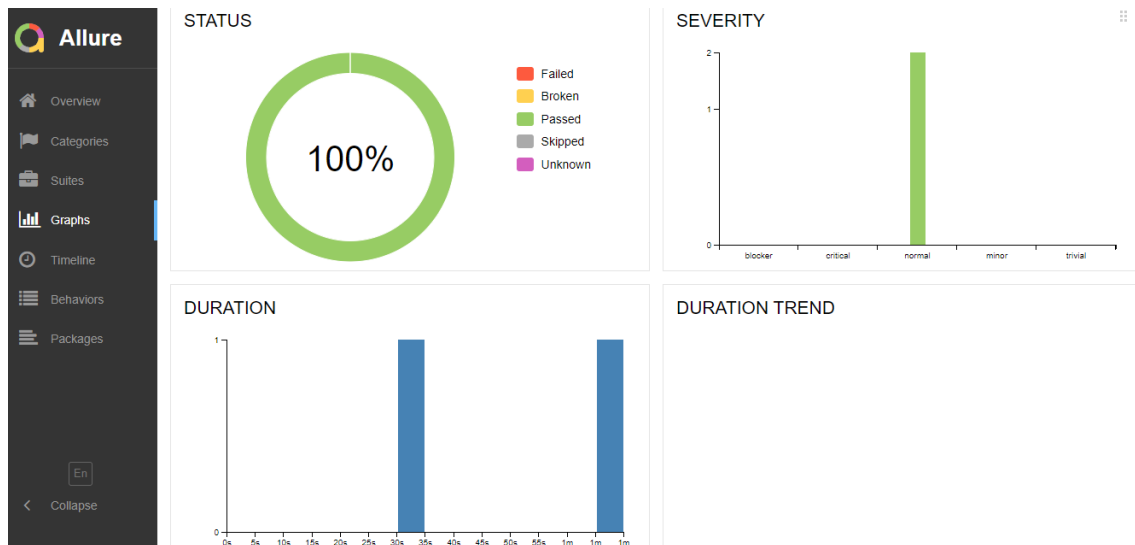 Allure
Overview
Categories
Suites
Graphs
Timeline
Behaviors
Packages
En
Collapse
STATUS
100%
Failed
Broken
Passed
Skipped
Unknown
SEVERITY
2
1
0
blocker critical normal minor trivial
DURATION
1
0
0s 5s 10s 15s 20s 25s 30s 35s 40s 45s 50s 55s 1m 1m 1m
DURATION TREND